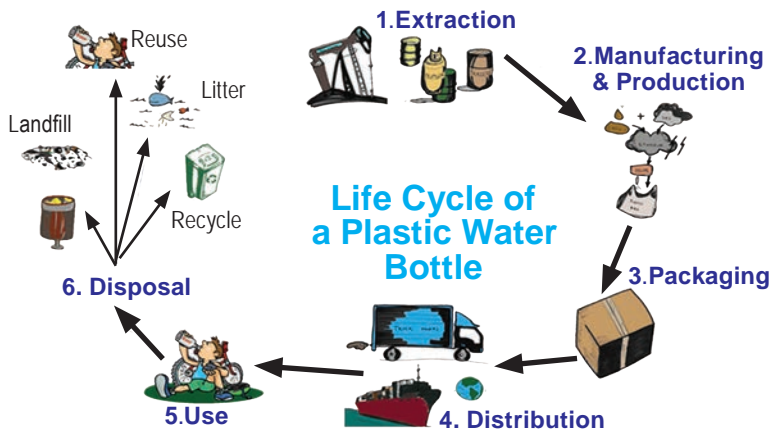 Reuse
1.Extraction
2.Manufacturing
& Production
Litter
Landfill
Recycle
Life Cycle of
a Plastic Water
Bottle
3.Packaging
6. Disposal
5.Use
4. Distribution